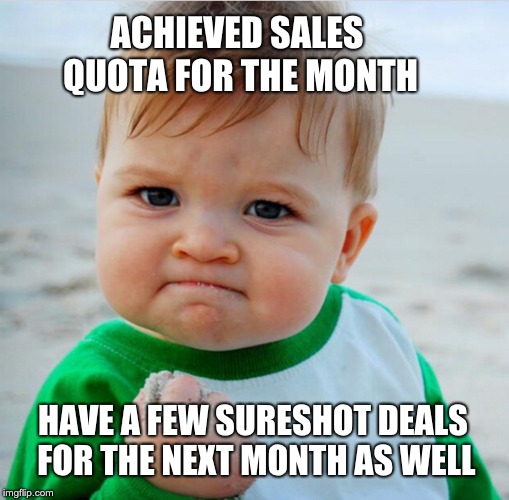 ACHIEVED SALES
QUOTA FOR THE MONTH
HAVE A FEW SURESHOT DEALS
FOR THE NEXT MONTH AS WELL
imgflip.com